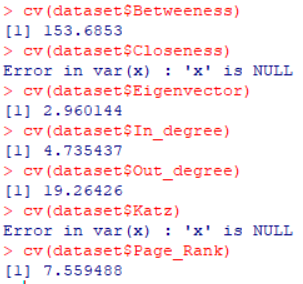 > cv(dataset$Betweeness)
[1] 153.6853
> cv(dataset$Closeness)
Error in var(x) : 'x' is NULL
> cv(dataset$Eigenvector)
[1] 2.960144
> cv(dataset$In_degree)
[1] 4.735437
> cv(dataset$Out_degree)
[1] 19.26426
> cv(dataset$Katz)
Error in var(x) : 'x' is NULL
> cv(dataset$Page_Rank)
[1] 7.559488